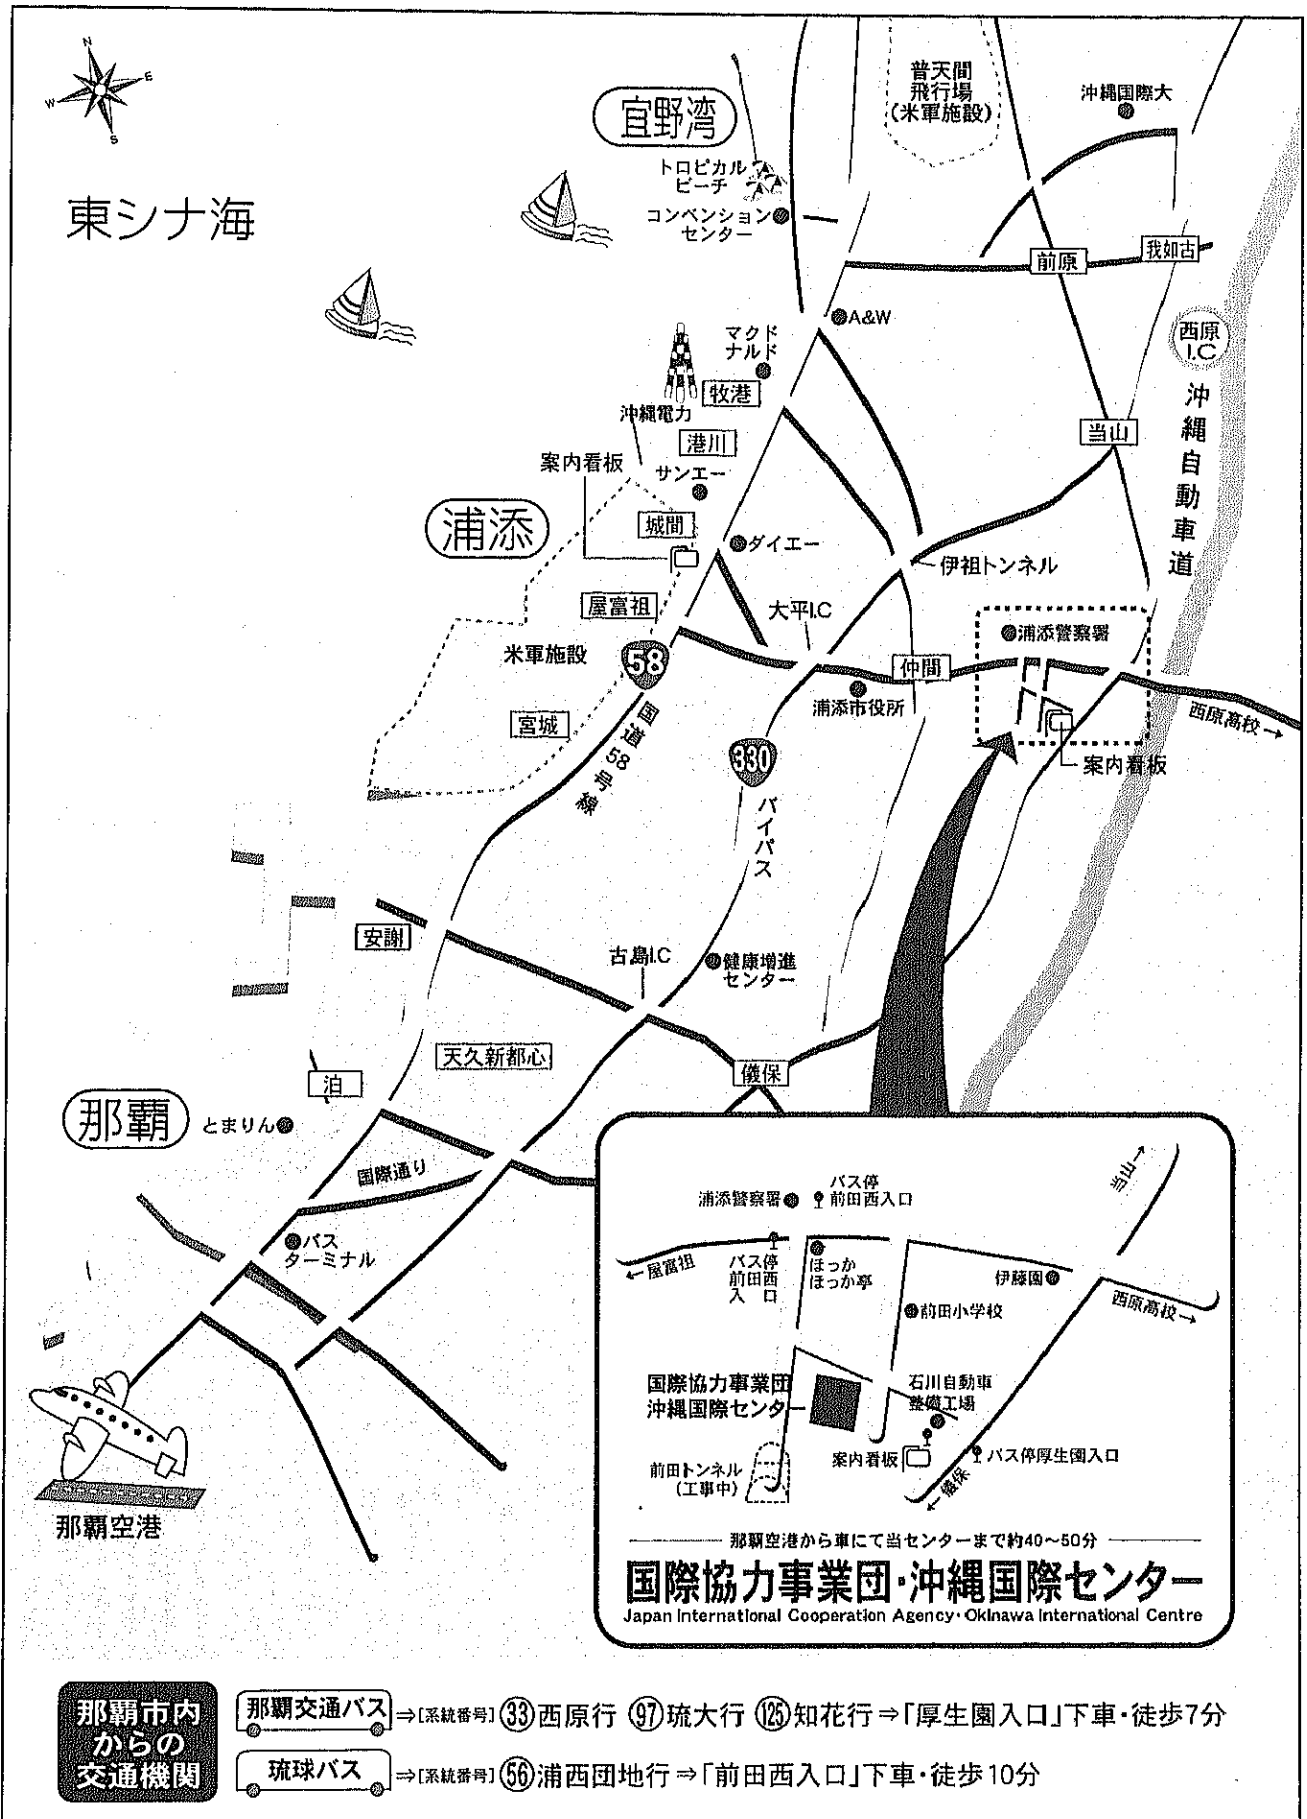 N
E
W
S
東シナ海
宜野湾
普天間
飛行場
(米軍施設)
沖縄国際大
トロピカル
ビーチ
コンベンション
センター
前原
我如古
A&W
マクド
ナルド
西原
I.C
牧港
沖縄電力
沖縄自動車道
港川
当山
案内看板
サンエー
浦添
城間
ダイエー
伊祖トンネル
屋富祖
大平I.C
浦添警察署
米軍施設
58
仲間
浦添市役所
西原高校→
宮城
国道58号線
330
バイパス
案内看板
安謝
古島I.C
健康増進
センター
天久新都心
泊
儀保
那覇
とまりん
国際通り
バス
ターミナル
那覇空港
浦添警察署
バス停
前田西入口
当山→
←屋富祖
バス停
前田西
入口
ほっか
ほっか亭
伊藤園
西原高校→
前田小学校
国際協力事業団
沖縄国際センター
石川自動車
整備工場
前田トンネル
(工事中)
案内看板
バス停厚生園入口
←儀保
那覇空港から車にて当センターまで約40〜50分
国際協力事業団・沖縄国際センター
Japan International Cooperation Agency・Okinawa International Centre
那覇市内
からの
交通機関
那覇交通バス⇒[系統番号]㉝西原行 97琉大行 125知花行⇒「厚生園入口」下車・徒歩7分
琉球バス⇒[系統番号]56浦西団地行⇒「前田西入口」下車・徒歩10分